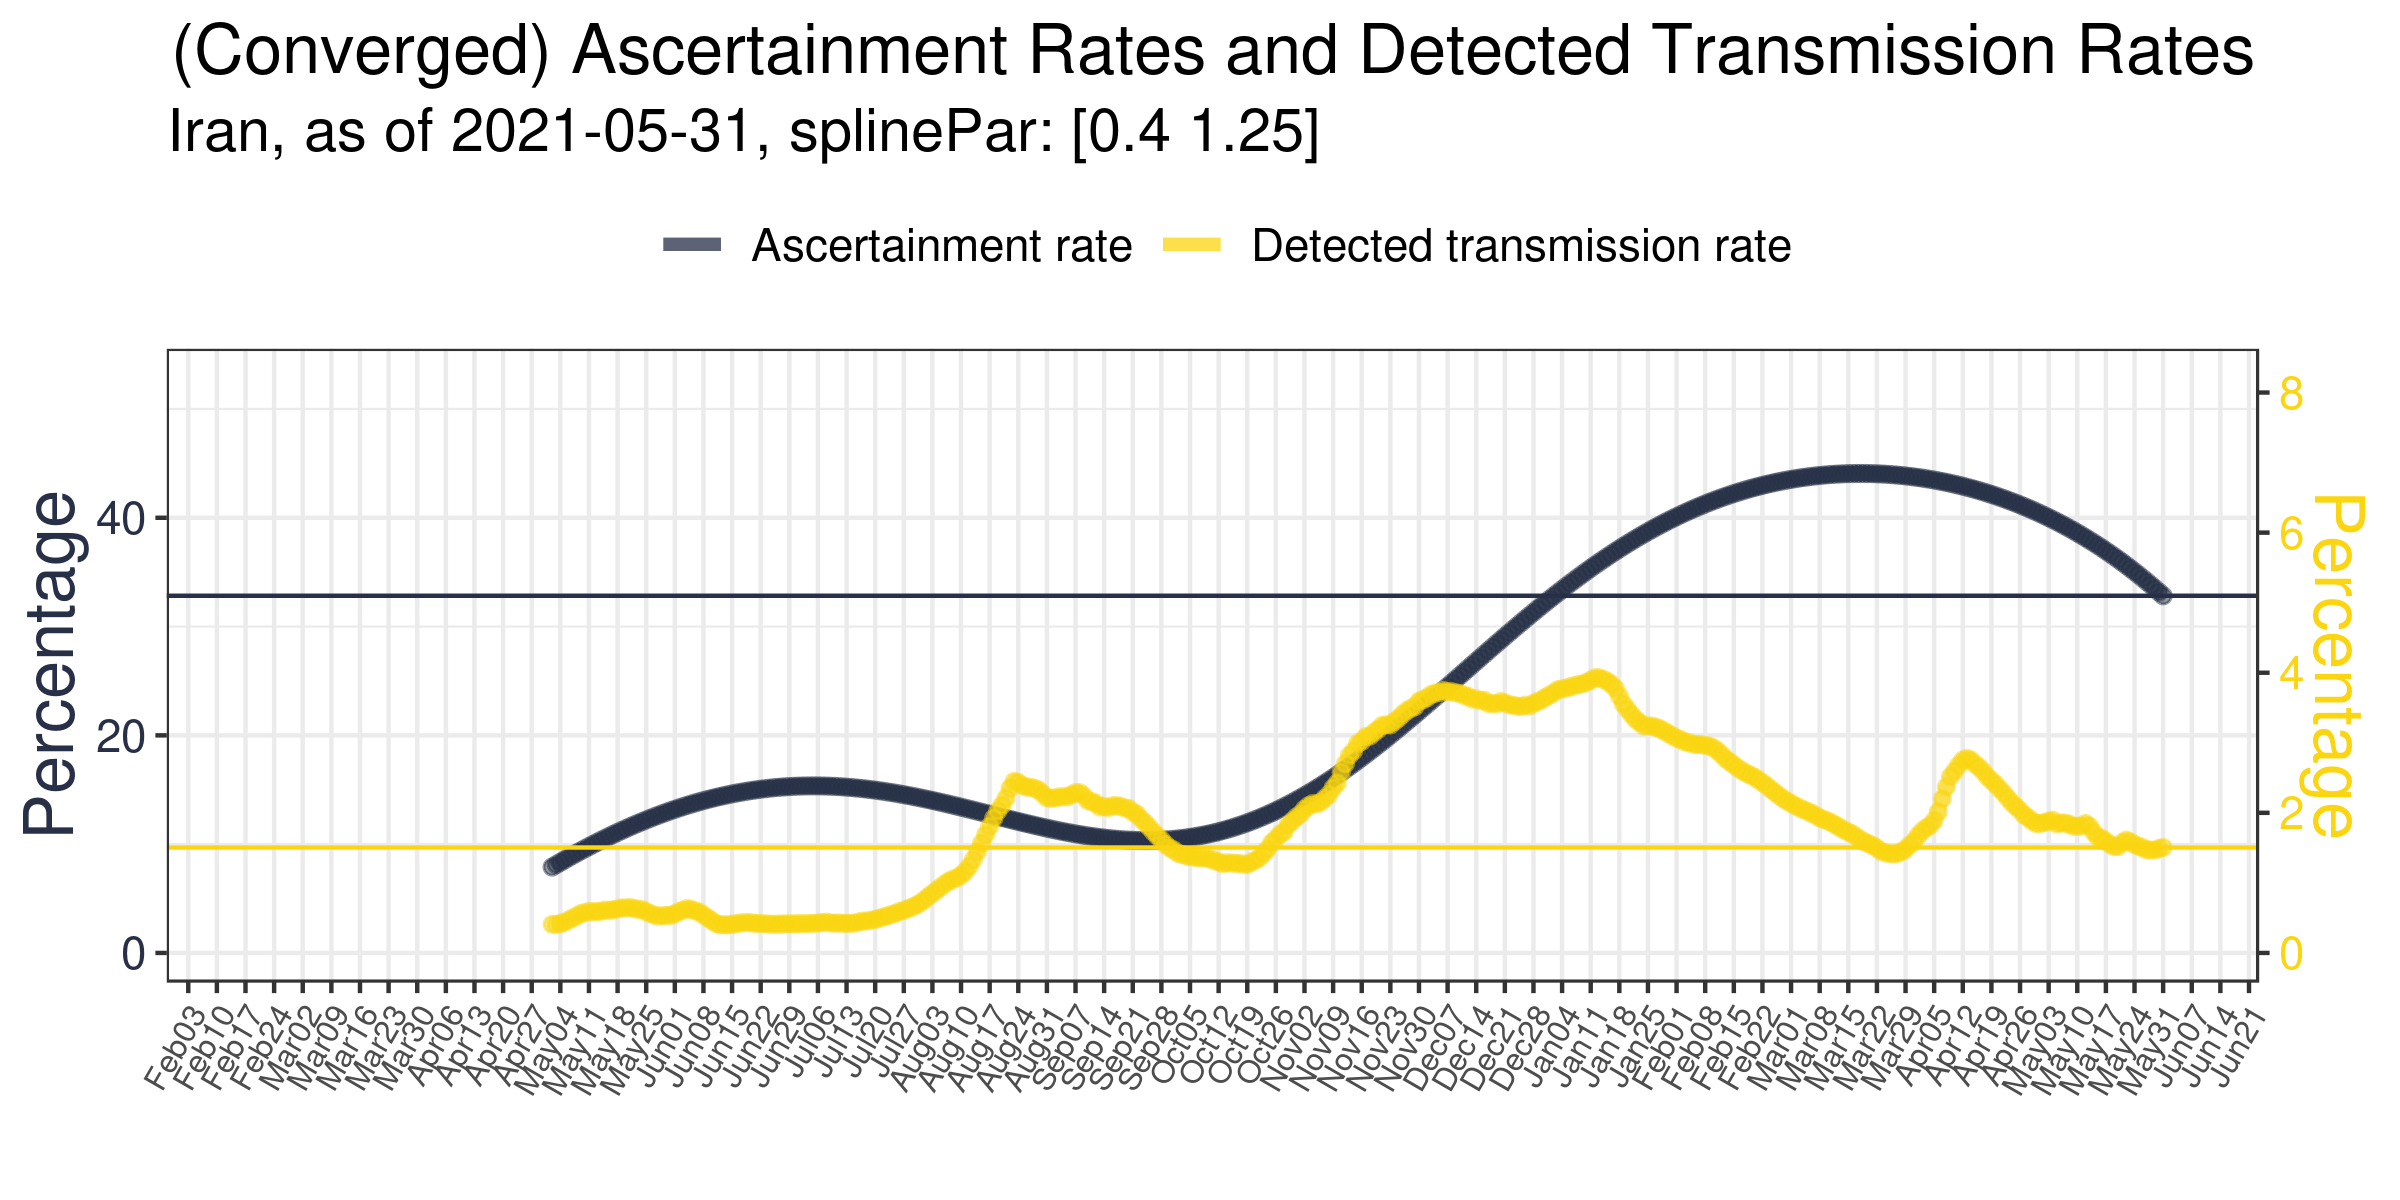 (Converged) Ascertainment Rates and Detected Transmission Rates
Iran, as of 2021-05-31, splinePar: [0.4 1.25]
Ascertainment rate
Detected transmission rate
Percentage
40
20
0
8
6
4
2
0
Percentage
Feb03
Feb10
Feb17
Feb24
Mar02
Mar09
Mar16
Mar23
Mar30
Apr06
Apr13
Apr20
Apr27
May04
May11
May18
May25
Jun01
Jun08
Jun15
Jun22
Jun29
Jul06
Jul13
Jul20
Jul27
Aug03
Aug10
Aug17
Aug24
Aug31
Sep07
Sep14
Sep21
Sep28
Oct05
Oct12
Oct19
Oct26
Nov02
Nov09
Nov16
Nov23
Nov30
Dec07
Dec14
Dec21
Dec28
Jan04
Jan11
Jan18
Jan25
Feb01
Feb08
Feb15
Feb22
Mar01
Mar08
Mar15
Mar22
Mar29
Apr05
Apr12
Apr19
Apr26
May03
May10
May17
May24
May31
Jun07
Jun14
Jun21